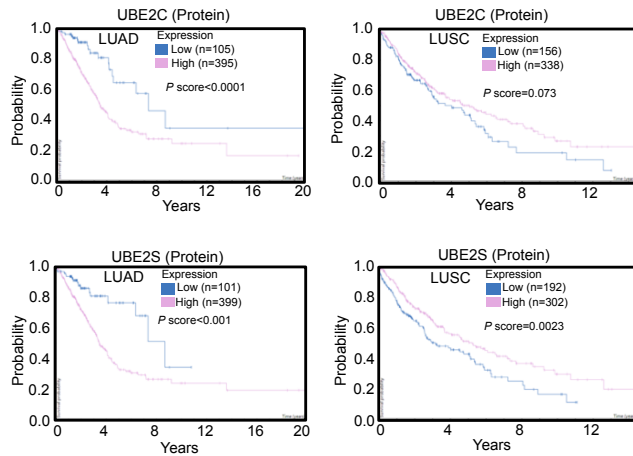 UBE2C (Protein)
LUAD
Expression
Low (n=105)
High (n=395)
P score<0.0001
Probability
1.0
0.8
0.6
0.4
0.2
0.0
0 4 8 12 16 20
Years
UBE2C (Protein)
LUSC
Expression
Low (n=156)
High (n=338)
P score=0.073
Probability
1.0
0.8
0.6
0.4
0.2
0.0
0 4 8 12
Years
UBE2S (Protein)
LUAD
Expression
Low (n=101)
High (n=399)
P score<0.001
Probability
1.0
0.8
0.6
0.4
0.2
0.0
0 4 8 12 16 20
Years
UBE2S (Protein)
LUSC
Expression
Low (n=192)
High (n=302)
P score=0.0023
Probability
1.0
0.8
0.6
0.4
0.2
0.0
0 4 8 12
Years